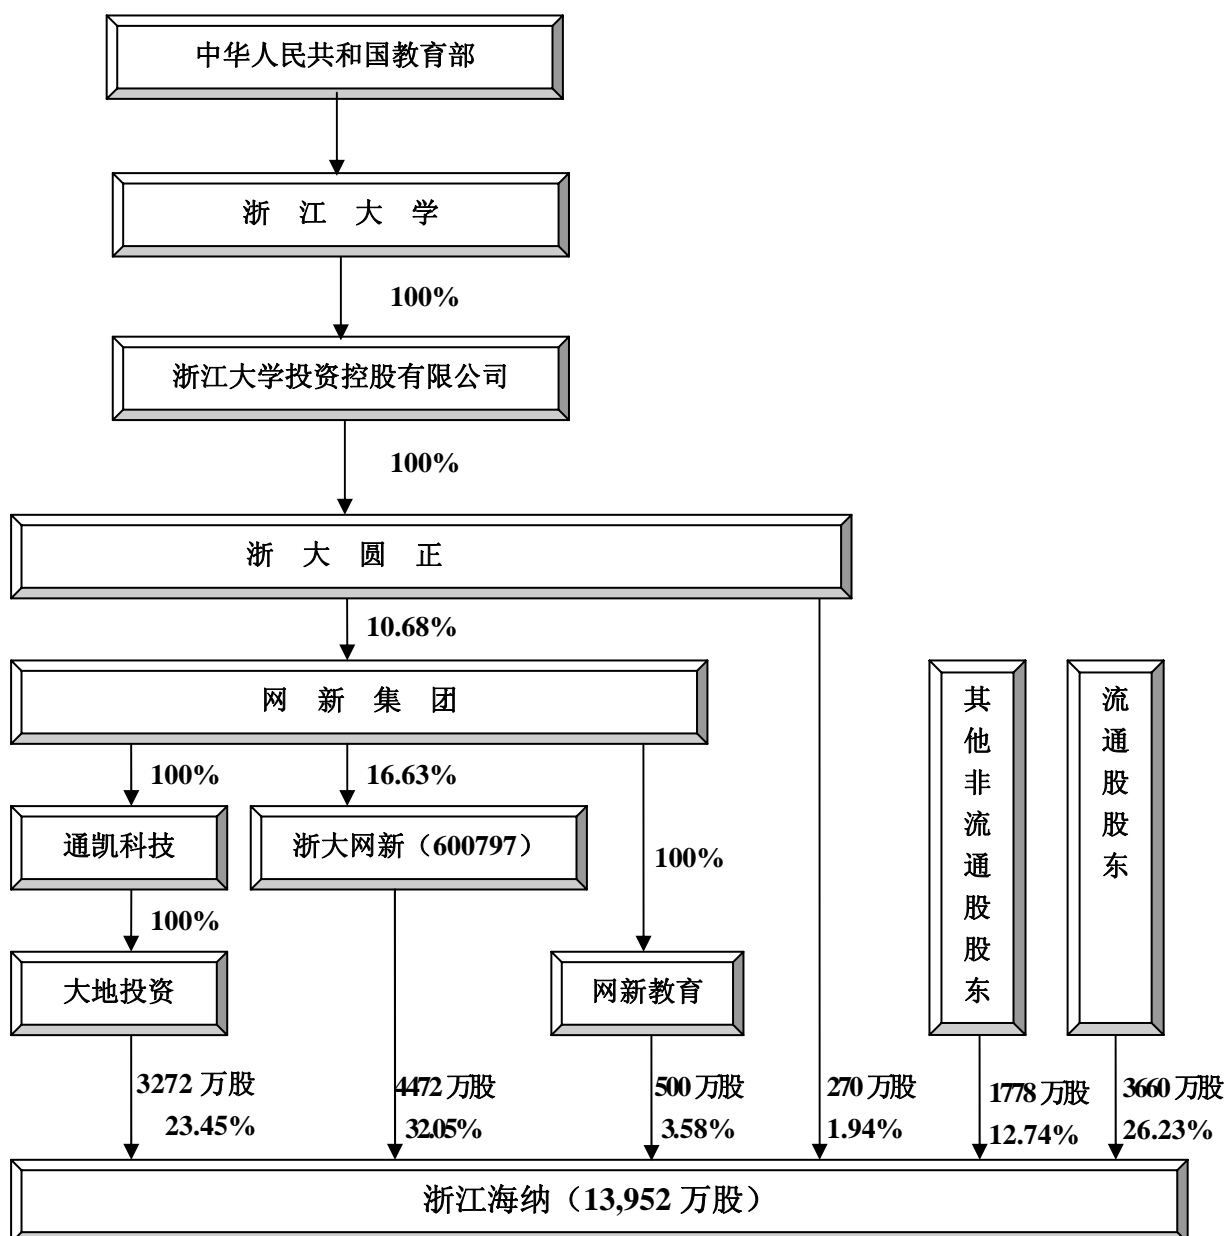 中华人民共和国教育部
浙 江 大 学
100%
浙江大学投资控股有限公司
100%
浙 大 圆 正
10.68%
网 新 集 团
其他非流通股股东
流通股股东
100%
16.63%
100%
通凯科技
浙大网新（600797）
100%
大地投资
网新教育
3272 万股
23.45%
4472 万股
32.05%
500 万股
3.58%
270 万股
1.94%
1778 万股
12.74%
3660 万股
26.23%
浙江海纳（13,952 万股）